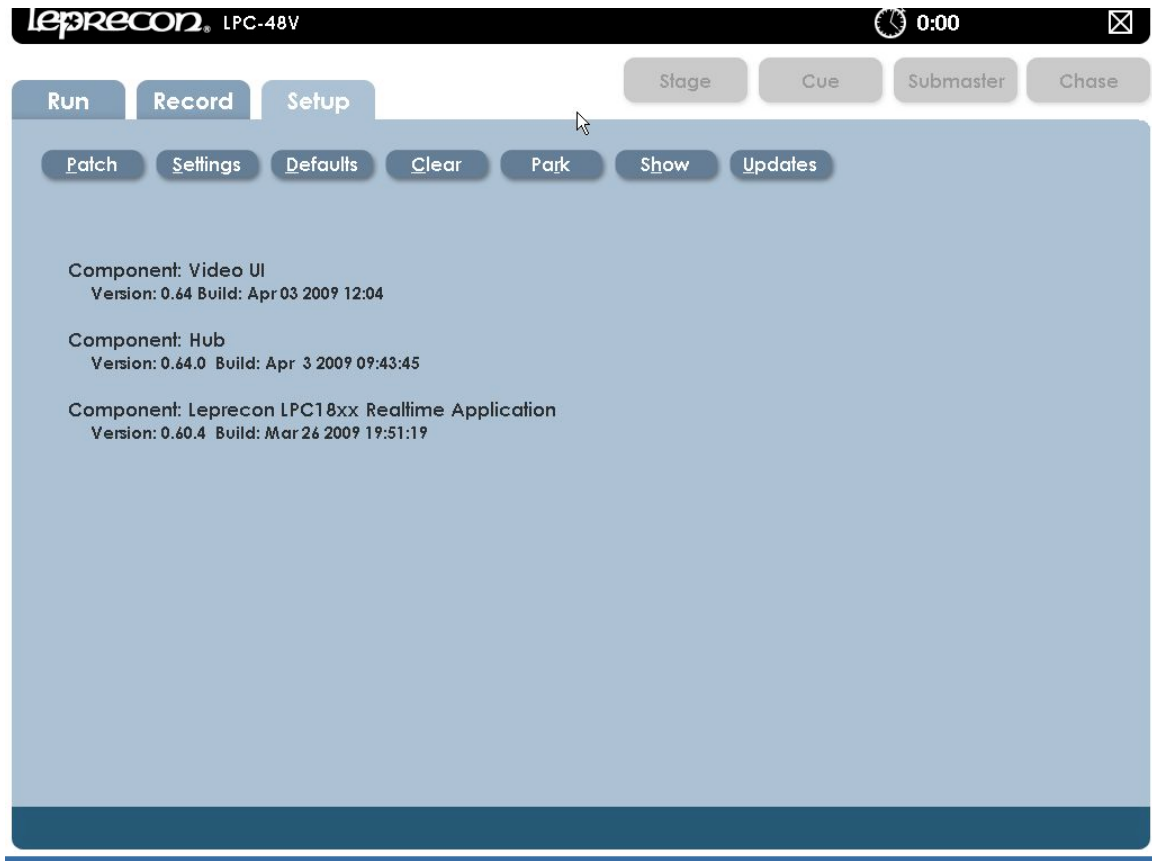 leprecon® LPC-48V 0:00
Stage Cue Submaster Chase
Run Record Setup
Patch Settings Defaults Clear Park Show Updates
Component: Video UI
Version: 0.64 Build: Apr 03 2009 12:04
Component: Hub
Version: 0.64.0 Build: Apr 3 2009 09:43:45
Component: Leprecon LPC18xx Realtime Application
Version: 0.60.4 Build: Mar 26 2009 19:51:19